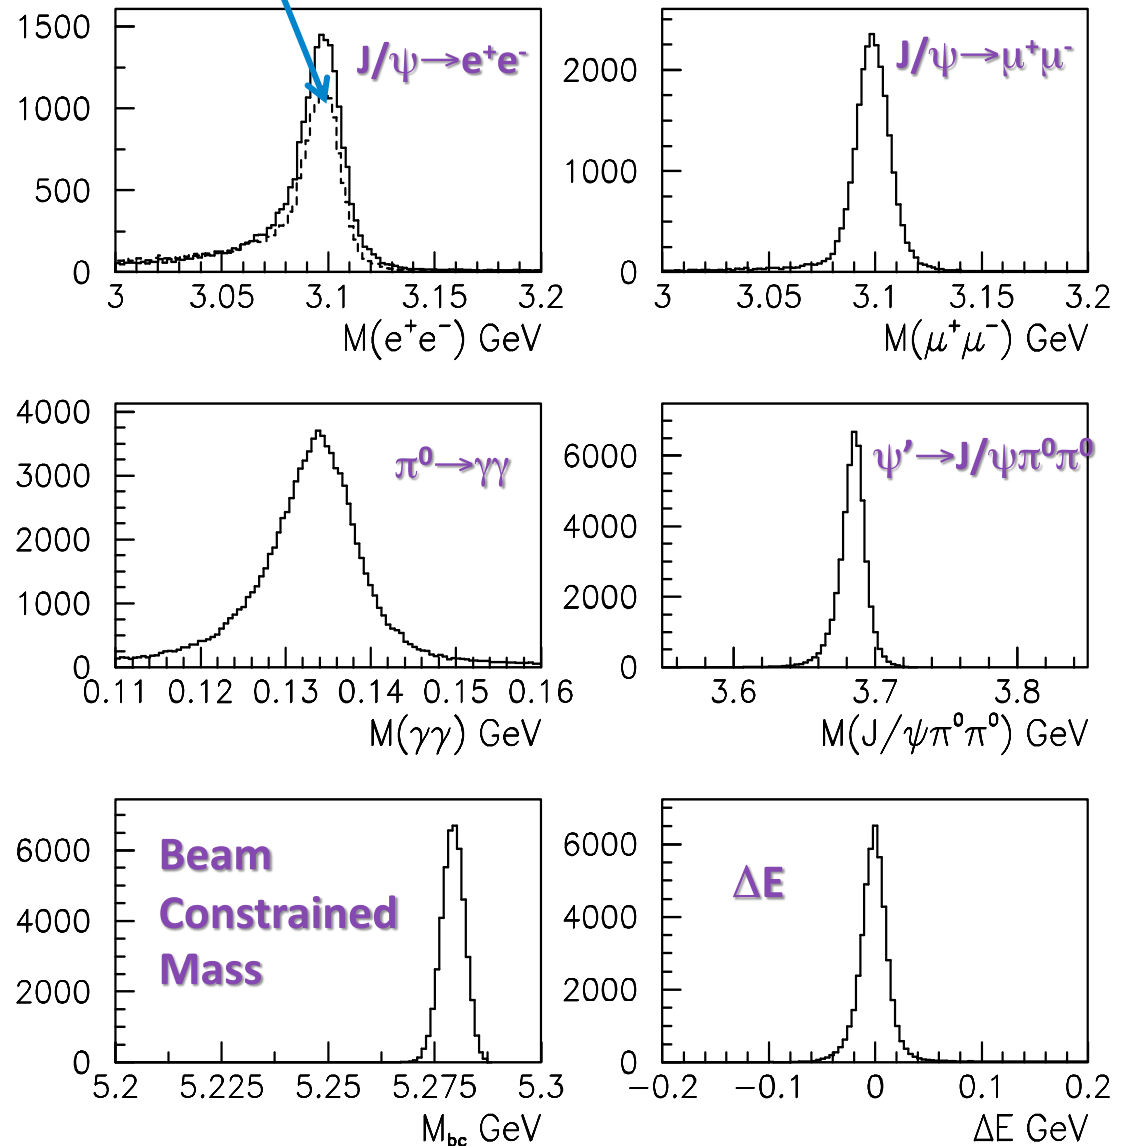 1500
1000
500
0
J/ψ→e⁺e⁻
3 3.05 3.1 3.15 3.2
M(e⁺e⁻) GeV
2000
1000
0
J/ψ→μ⁺μ⁻
3 3.05 3.1 3.15 3.2
M(μ⁺μ⁻) GeV
4000
3000
2000
1000
0
π⁰→γγ
0.11 0.12 0.13 0.14 0.15 0.16
M(γγ) GeV
6000
4000
2000
0
ψ’→J/ψπ⁰π⁰
3.6 3.7 3.8
M(J/ψπ⁰π⁰) GeV
6000
4000
2000
0
Beam
Constrained
Mass
5.2 5.225 5.25 5.275 5.3
M_bc GeV
6000
4000
2000
0
ΔE
−0.2 −0.1 0 0.1 0.2
ΔE GeV